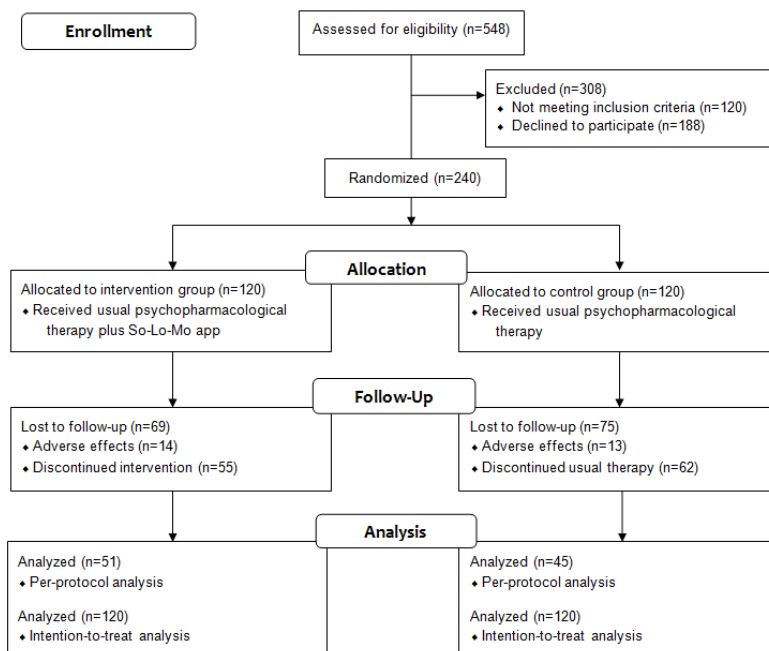 Enrollment
Assessed for eligibility (n=548)
Excluded (n=308)
⬥ Not meeting inclusion criteria (n=120)
⬥ Declined to participate (n=188)
Randomized (n=240)
Allocation
Allocated to intervention group (n=120)
⬥ Received usual psychopharmacological
therapy plus So-Lo-Mo app
Allocated to control group (n=120)
⬥ Received usual psychopharmacological
therapy
Follow-Up
Lost to follow-up (n=69)
⬥ Adverse effects (n=14)
⬥ Discontinued intervention (n=55)
Lost to follow-up (n=75)
⬥ Adverse effects (n=13)
⬥ Discontinued usual therapy (n=62)
Analysis
Analyzed (n=51)
⬥ Per-protocol analysis
Analyzed (n=120)
⬥ Intention-to-treat analysis
Analyzed (n=45)
⬥ Per-protocol analysis
Analyzed (n=120)
⬥ Intention-to-treat analysis